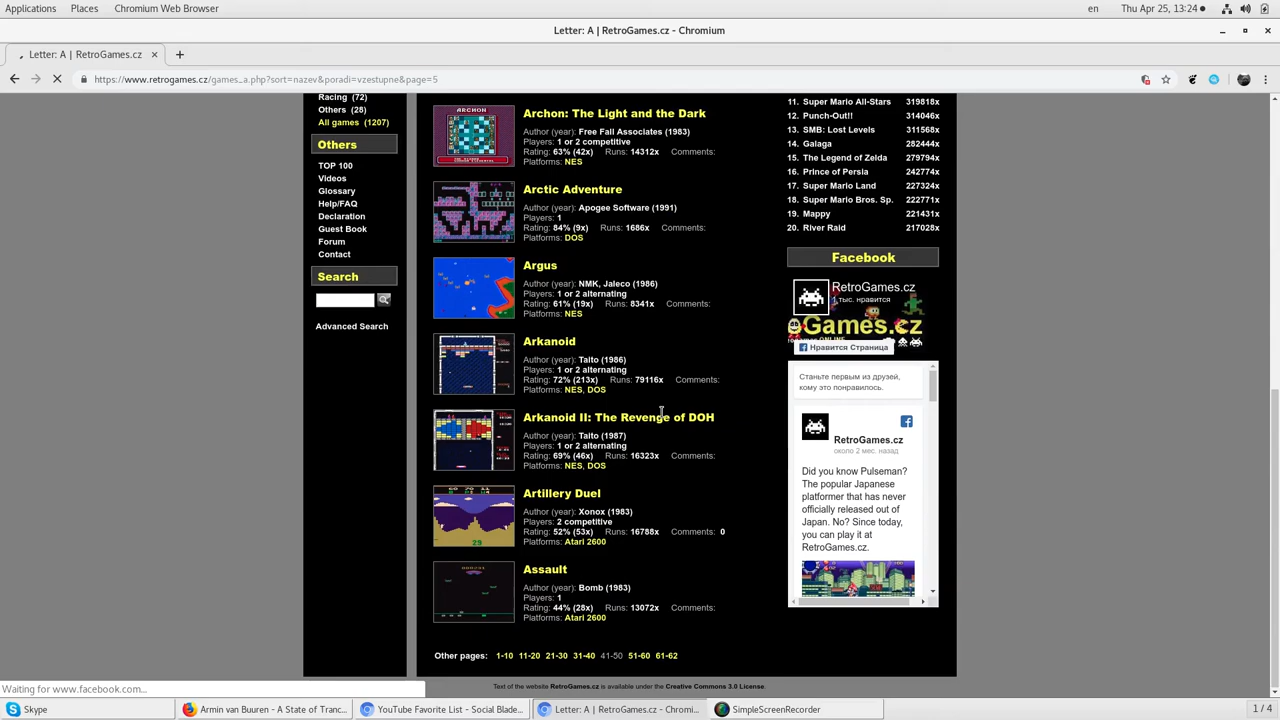 Applications
Places
Chromium Web Browser
en
Thu Apr 25, 13:24
Letter: A | RetroGames.cz - Chromium
Letter: A | RetroGames.cz
https://www.retrogames.cz/games_a.php?sort=nazev&poradi=vzestupne&page=5
Racing (72)
Others (28)
All games (1207)
Others
TOP 100
Videos
Glossary
Help/FAQ
Declaration
Guest Book
Forum
Contact
Search
Advanced Search
ARCHON
Archon: The Light and the Dark
Author (year): Free Fall Associates (1983)
Players: 1 or 2 competitive
Rating: 63% (42x) Runs: 14312x Comments:
Platforms: NES
Arctic Adventure
Author (year): Apogee Software (1991)
Players: 1
Rating: 84% (9x) Runs: 1686x Comments:
Platforms: DOS
Argus
Author (year): NMK, Jaleco (1986)
Players: 1 or 2 alternating
Rating: 61% (19x) Runs: 8341x Comments:
Platforms: NES
Arkanoid
Author (year): Taito (1986)
Players: 1 or 2 alternating
Rating: 72% (213x) Runs: 79116x Comments:
Platforms: NES, DOS
Arkanoid II: The Revenge of DOH
Author (year): Taito (1987)
Players: 1 or 2 alternating
Rating: 69% (46x) Runs: 16323x Comments:
Platforms: NES, DOS
29
Artillery Duel
Author (year): Xonox (1983)
Players: 2 competitive
Rating: 52% (53x) Runs: 16788x Comments: 0
Platforms: Atari 2600
Assault
Author (year): Bomb (1983)
Players: 1
Rating: 44% (28x) Runs: 13072x Comments:
Platforms: Atari 2600
Other pages: 1-10 11-20 21-30 31-40 41-50 51-60 61-62
11. Super Mario All-Stars 319818x
12. Punch-Out!! 314046x
13. SMB: Lost Levels 311568x
14. Galaga 282444x
15. The Legend of Zelda 279794x
16. Prince of Persia 241275x
17. Super Mario Land 227324x
18. Super Mario Bros. Sp. 222771x
19. Mappy 221431x
20. River Raid 217028x
Facebook
RetroGames.cz
1 тыс. нравится
Games.cz
Нравится Страница
Станьте первым из друзей,
кому это понравилось.
RetroGames.cz
около 2 мес. назад
Did you know Pulseman?
The popular Japanese
platformer that has never
officially released out of
Japan. No? Since today,
you can play it at
RetroGames.cz.
Text of the website RetroGames.cz is available under the Creative Commons 3.0 License.
Waiting for www.facebook.com...
Skype
Armin van Buuren - A State of Tranc...
YouTube Favorite List - Social Blade...
Letter: A | RetroGames.cz - Chromi...
SimpleScreenRecorder
1 / 4